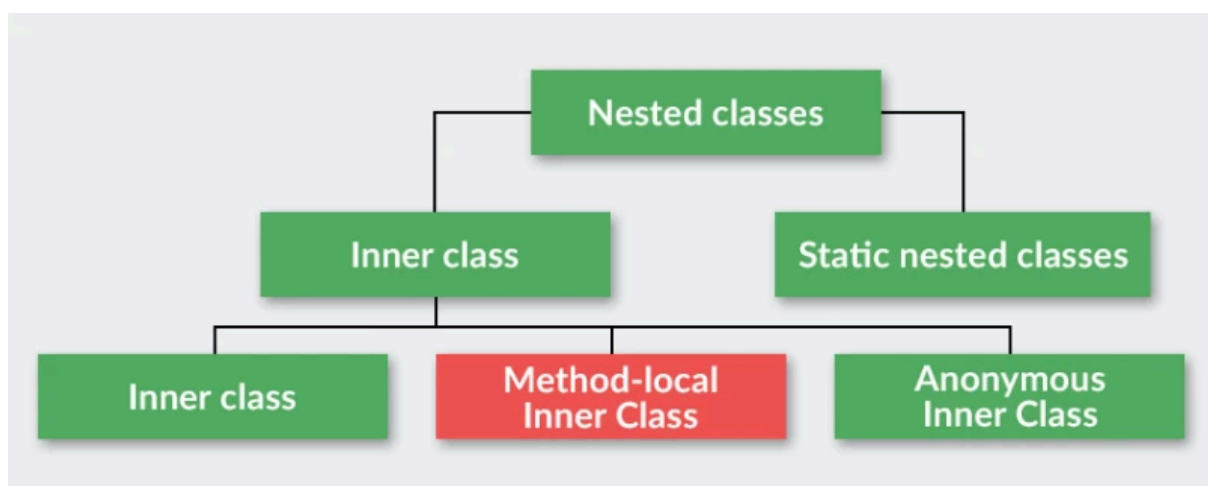 Nested classes
Inner class
Static nested classes
Inner class
Method-local
Inner Class
Anonymous
Inner Class